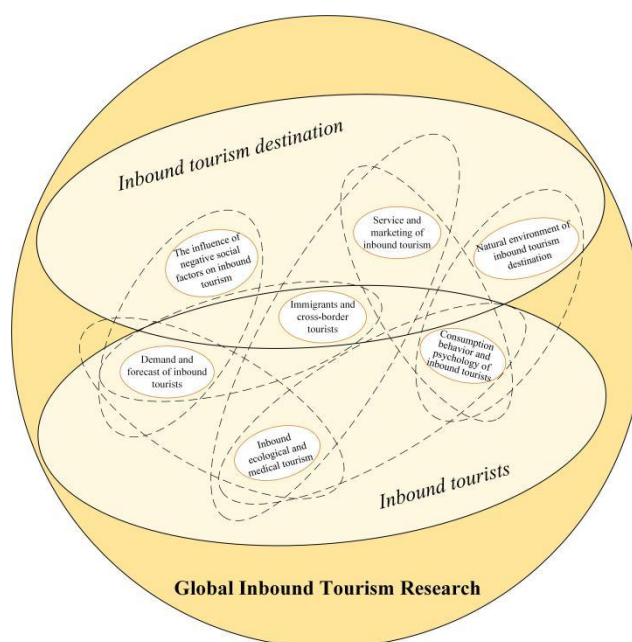 Inbound tourism destination
Service and
marketing of
inbound tourism
The influence of
negative social
factors on inbound
tourism
Natural environment of
inbound tourism
destination
Immigrants and
cross-border
tourists
Demand and
forecast of inbound
tourists
Consumption
behavior and
psychology of
inbound tourists
Inbound
ecological and
medical tourism
Inbound tourists
Global Inbound Tourism Research